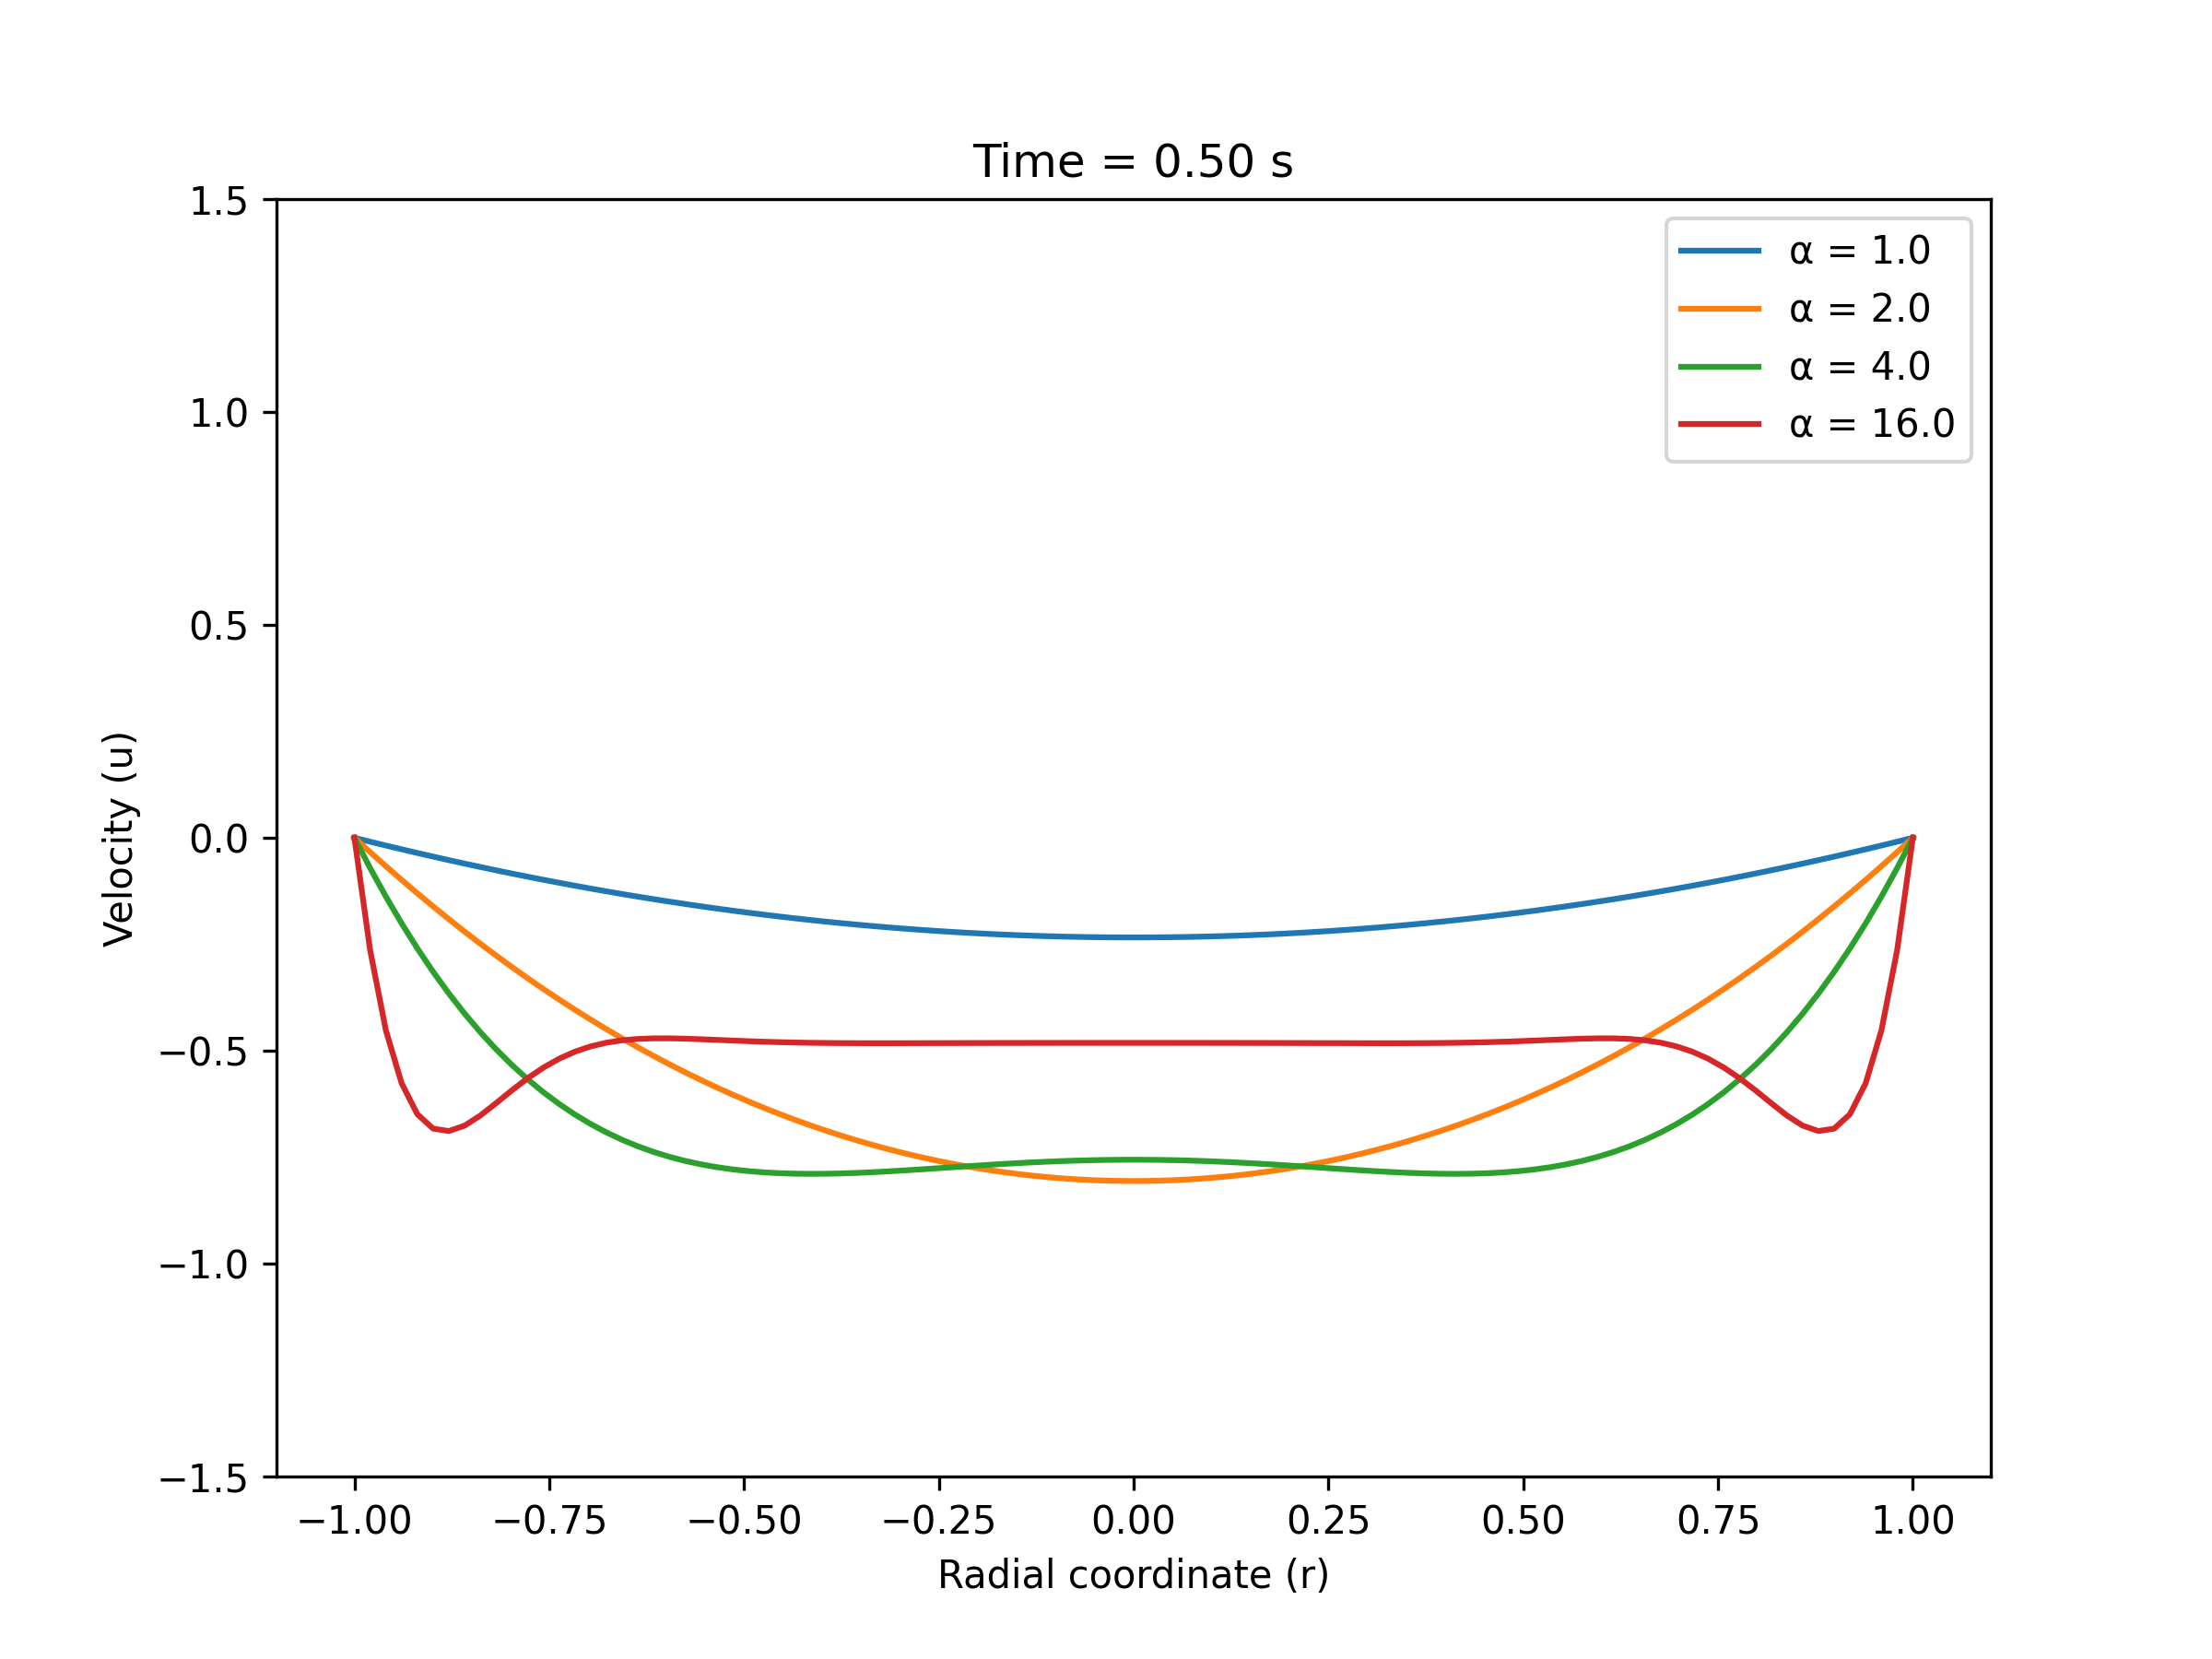 Time = 0.50 s
1.5
1.0
0.5
0.0
−0.5
−1.0
−1.5
Velocity (u)
α = 1.0
α = 2.0
α = 4.0
α = 16.0
−1.00 −0.75 −0.50 −0.25 0.00 0.25 0.50 0.75 1.00
Radial coordinate (r)